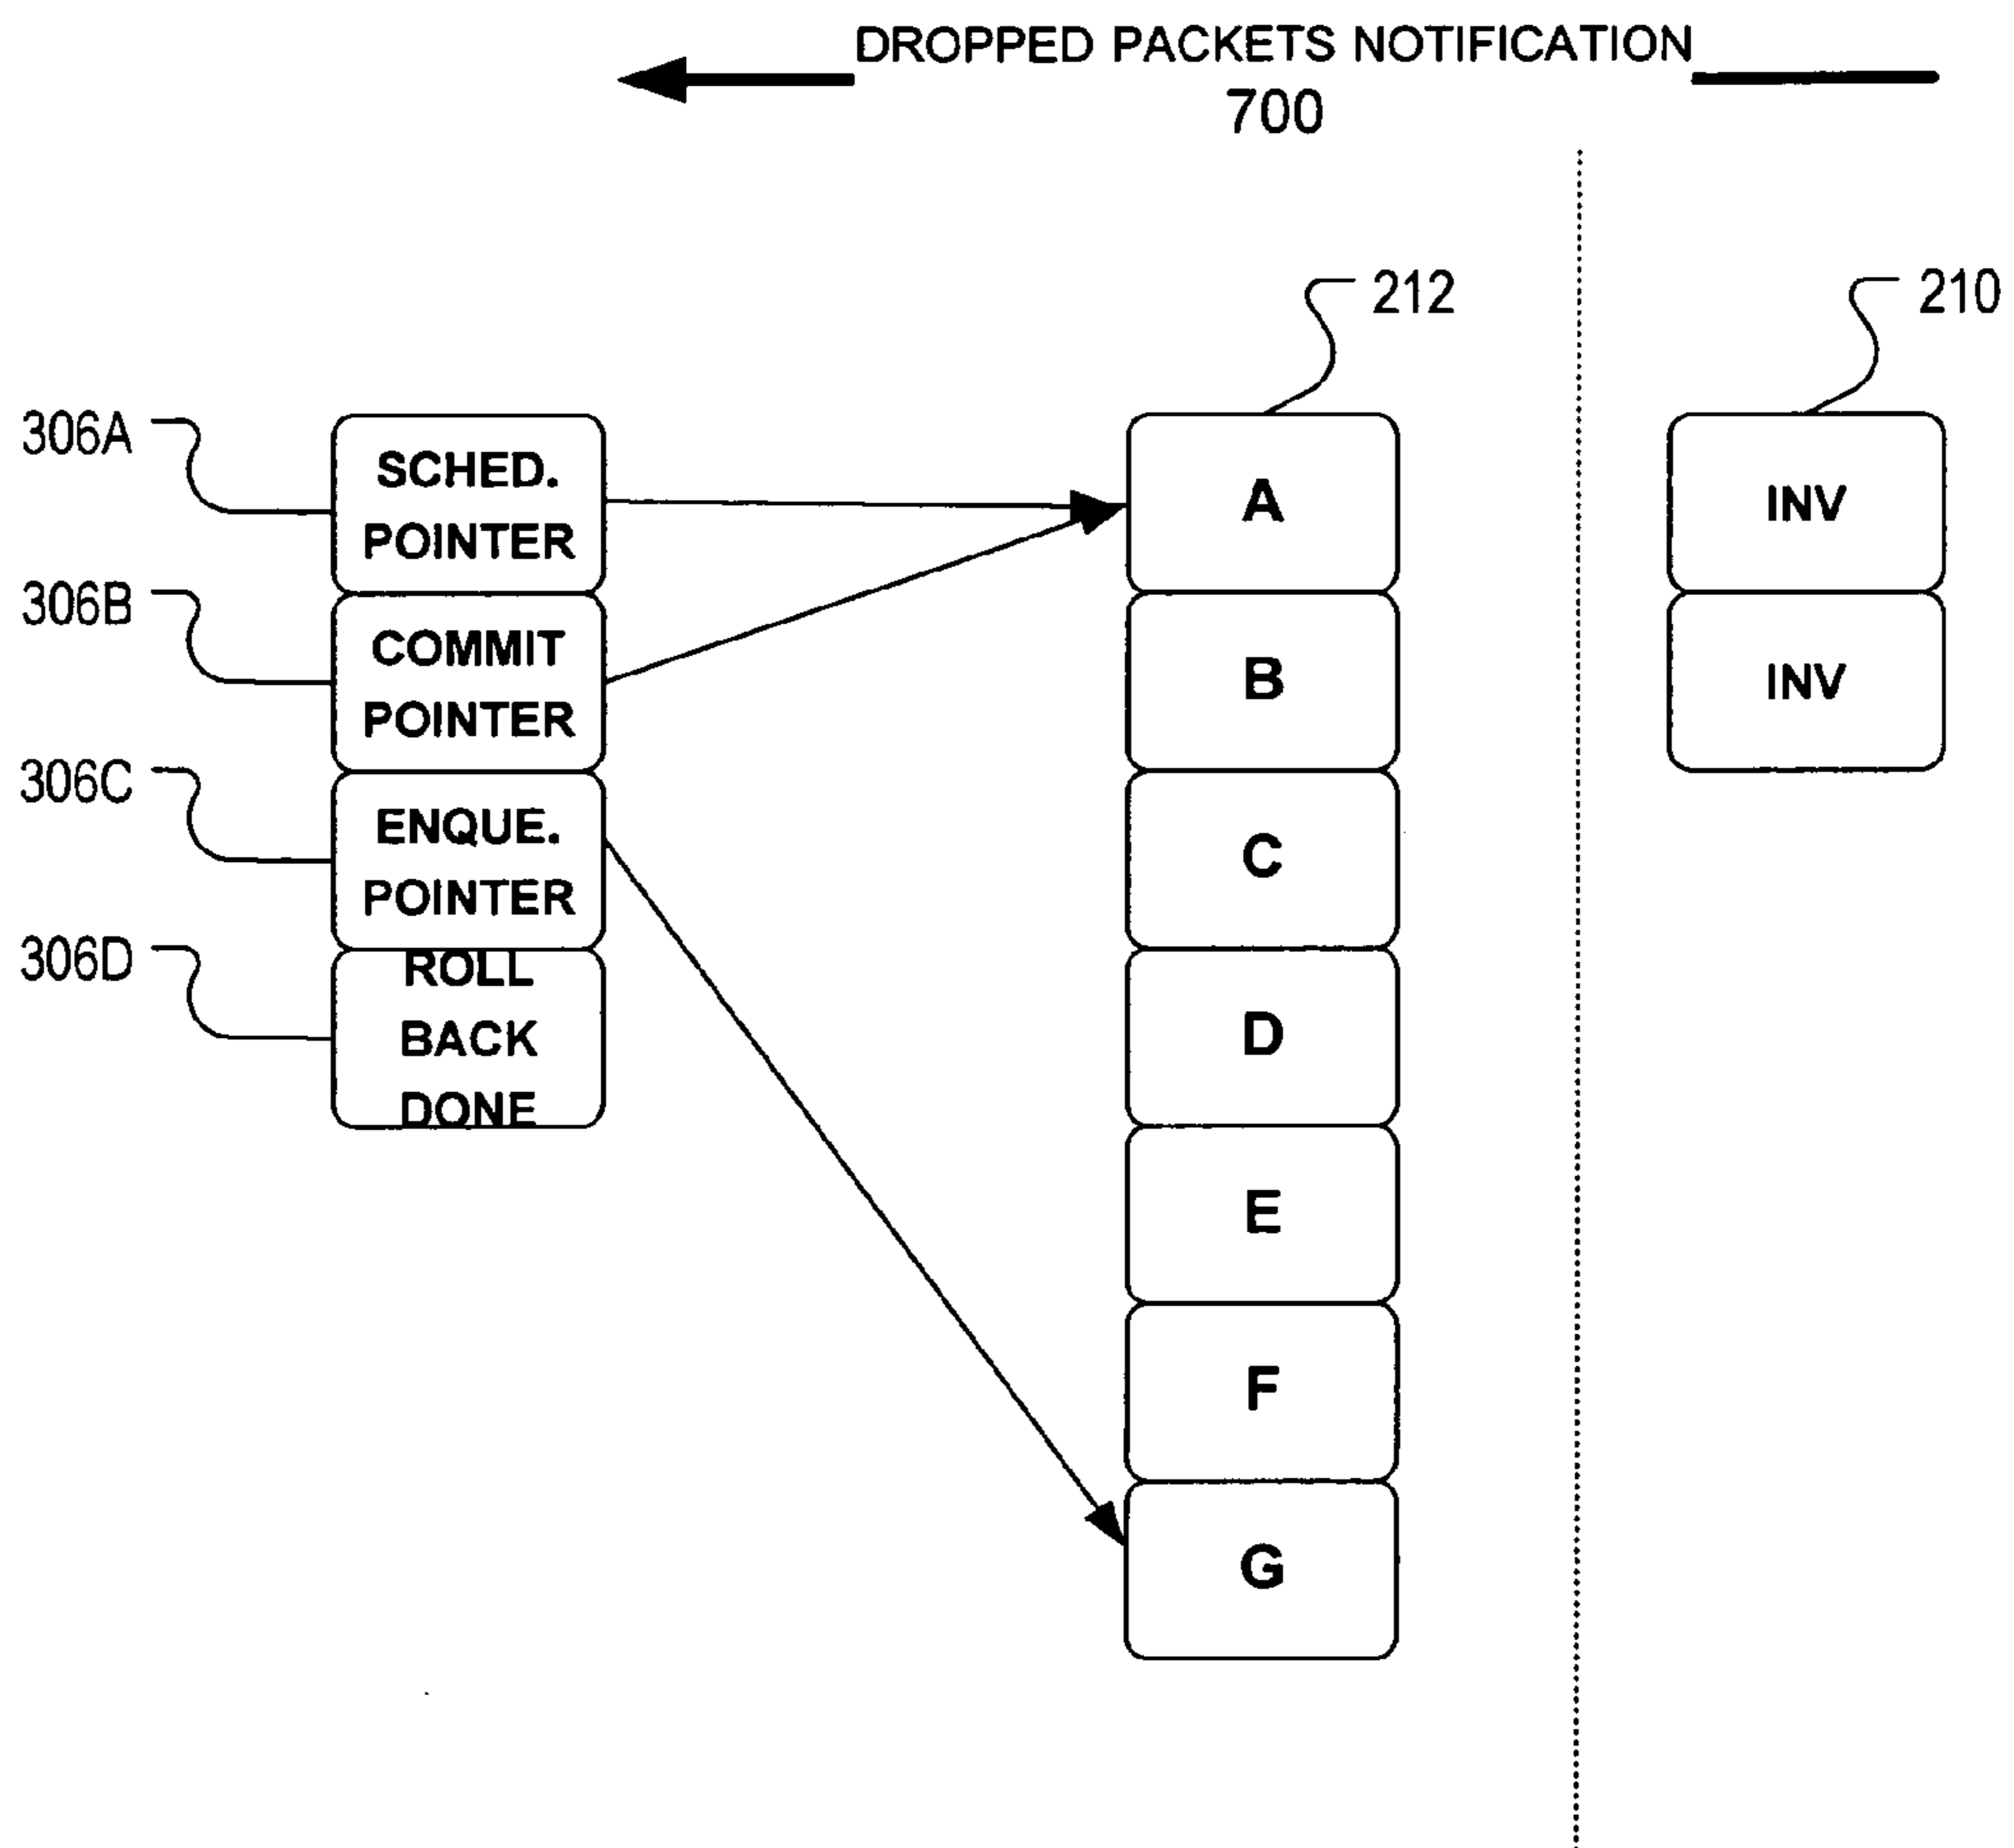 DROPPED PACKETS NOTIFICATION
700
212
210
306A
SCHED.
POINTER
306B
COMMIT
POINTER
306C
ENQUE.
POINTER
306D
ROLL
BACK
DONE
A
B
C
D
E
F
G
INV
INV